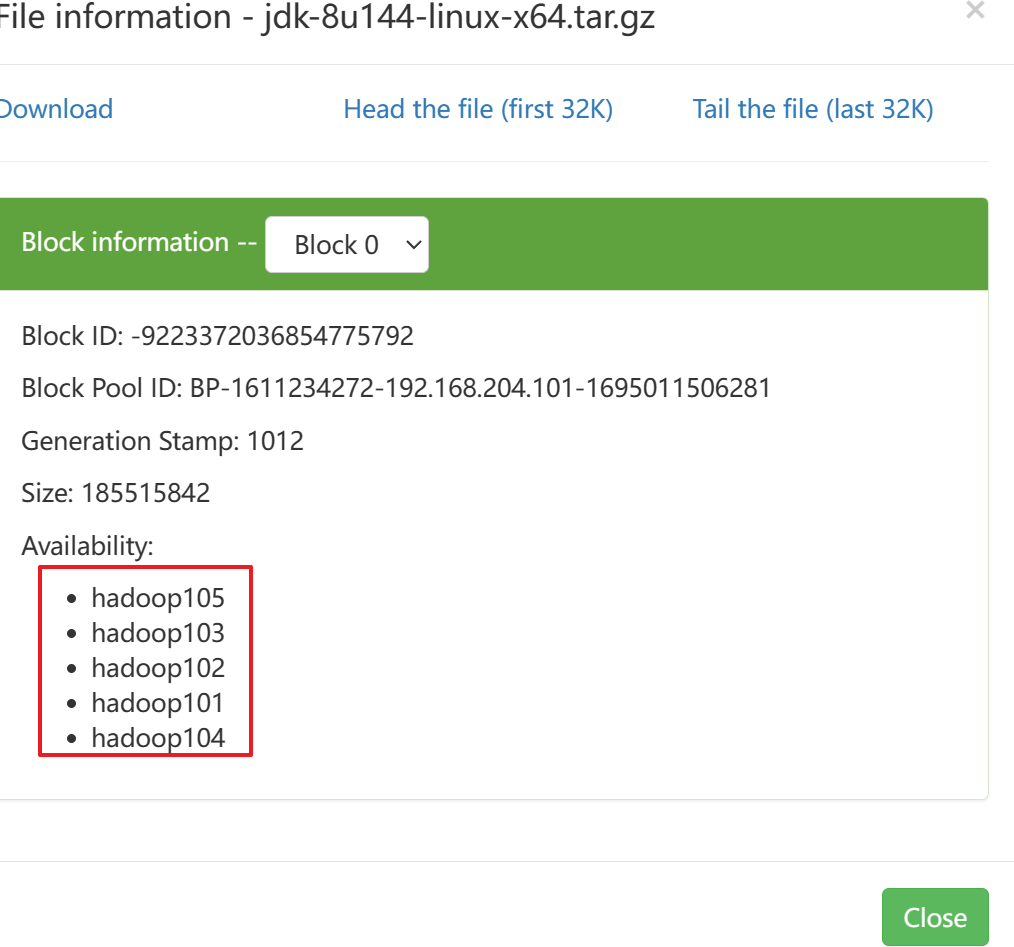 File information - jdk-8u144-linux-x64.tar.gz ×
Download Head the file (first 32K) Tail the file (last 32K)
Block information -- Block 0
Block ID: -9223372036854775792
Block Pool ID: BP-1611234272-192.168.204.101-1695011506281
Generation Stamp: 1012
Size: 185515842
Availability:
• hadoop105
• hadoop103
• hadoop102
• hadoop101
• hadoop104
Close